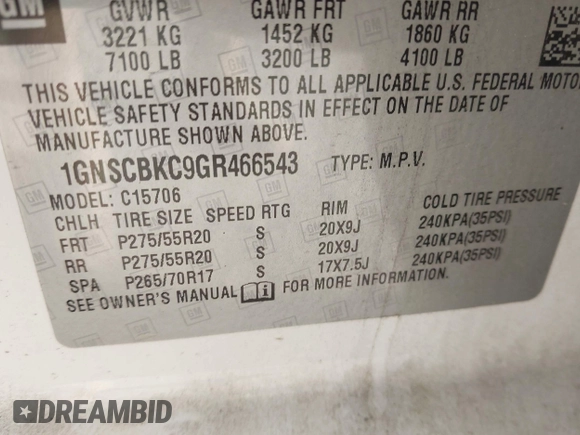 GM
GVWR GAWR FRT GAWR RR
3221 KG 1452 KG 1860 KG
7100 LB 3200 LB 4100 LB
THIS VEHICLE CONFORMS TO ALL APPLICABLE U.S. FEDERAL MOTOR
VEHICLE SAFETY STANDARDS IN EFFECT ON THE DATE OF
MANUFACTURE SHOWN ABOVE.
1GNSCBKC9GR466543 TYPE: M.P.V.
MODEL: C15706
CHLH TIRE SIZE SPEED RTG RIM COLD TIRE PRESSURE
FRT P275/55R20 S 20X9J 240KPA(35PSI)
RR P275/55R20 S 20X9J 240KPA(35PSI)
SPA P265/70R17 S 17X7.5J 240KPA(35PSI)
SEE OWNER'S MANUAL FOR MORE INFORMATION.
DREAMBID